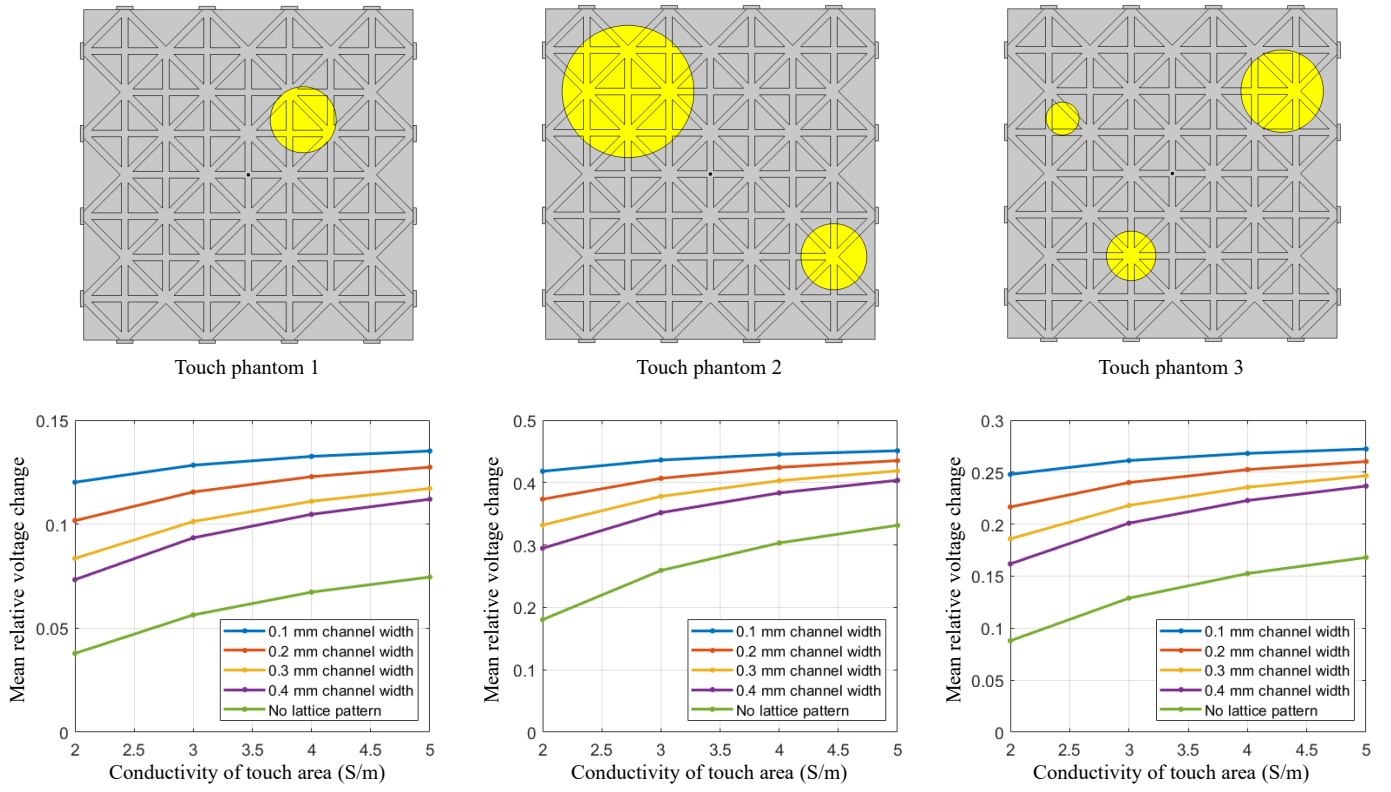 Touch phantom 1
Touch phantom 2
Touch phantom 3
Mean relative voltage change
0.15
0.1
0.05
0
0.1 mm channel width
0.2 mm channel width
0.3 mm channel width
0.4 mm channel width
No lattice pattern
2 2.5 3 3.5 4 4.5 5
Conductivity of touch area (S/m)
Mean relative voltage change
0.5
0.4
0.3
0.2
0.1
0
0.1 mm channel width
0.2 mm channel width
0.3 mm channel width
0.4 mm channel width
No lattice pattern
2 2.5 3 3.5 4 4.5 5
Conductivity of touch area (S/m)
Mean relative voltage change
0.3
0.25
0.2
0.15
0.1
0.05
0
0.1 mm channel width
0.2 mm channel width
0.3 mm channel width
0.4 mm channel width
No lattice pattern
2 2.5 3 3.5 4 4.5 5
Conductivity of touch area (S/m)